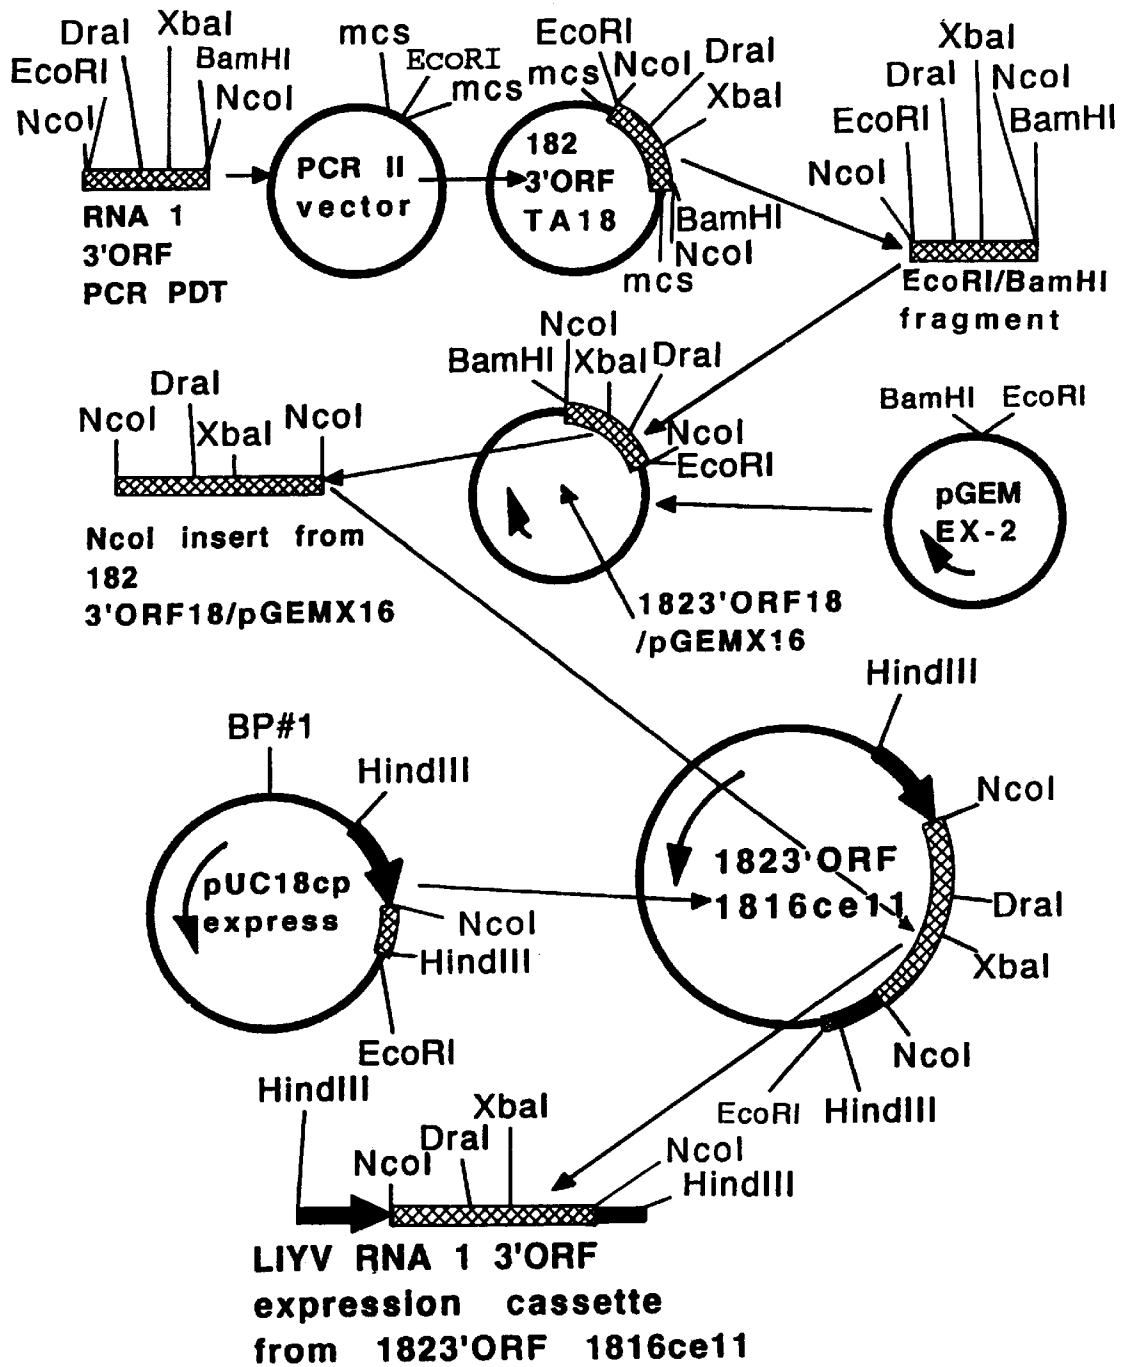 DraI
XbaI
EcoRI
BamHI
NcoI
NcoI
RNA 1
3'ORF
PCR PDT
mcs
EcoRI
mcs
PCR II
vector
EcoRI
mcs
NcoI
DraI
XbaI
182
3'ORF
TA18
BamHI
NcoI
mcs
XbaI
DraI
NcoI
EcoRI
BamHI
NcoI
EcoRI/BamHI
fragment
NcoI
BamHI
XbaI
DraI
NcoI
EcoRI
1823'ORF18
/pGEMX16
BamHI
EcoRI
pGEM
EX-2
DraI
NcoI
XbaI
NcoI
NcoI insert from
182
3'ORF18/pGEMX16
BP#1
HindIII
pUC18cp
express
NcoI
HindIII
EcoRI
HindIII
NcoI
1823'ORF
1816ce11
DraI
XbaI
NcoI
EcoRI
HindIII
HindIII
XbaI
DraI
NcoI
NcoI
HindIII
LIYV RNA 1 3'ORF
expression cassette
from 1823'ORF 1816ce11